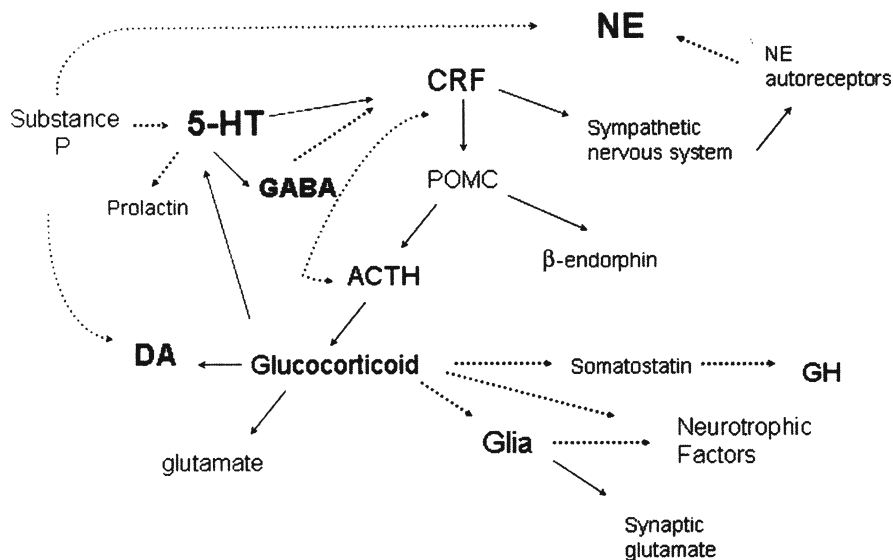 NE
NE
autoreceptors
CRF
Substance
P
5-HT
Sympathetic
nervous system
GABA
POMC
Prolactin
β-endorphin
ACTH
DA
Glucocorticoid
Somatostatin
GH
Glia
Neurotrophic
Factors
glutamate
Synaptic
glutamate